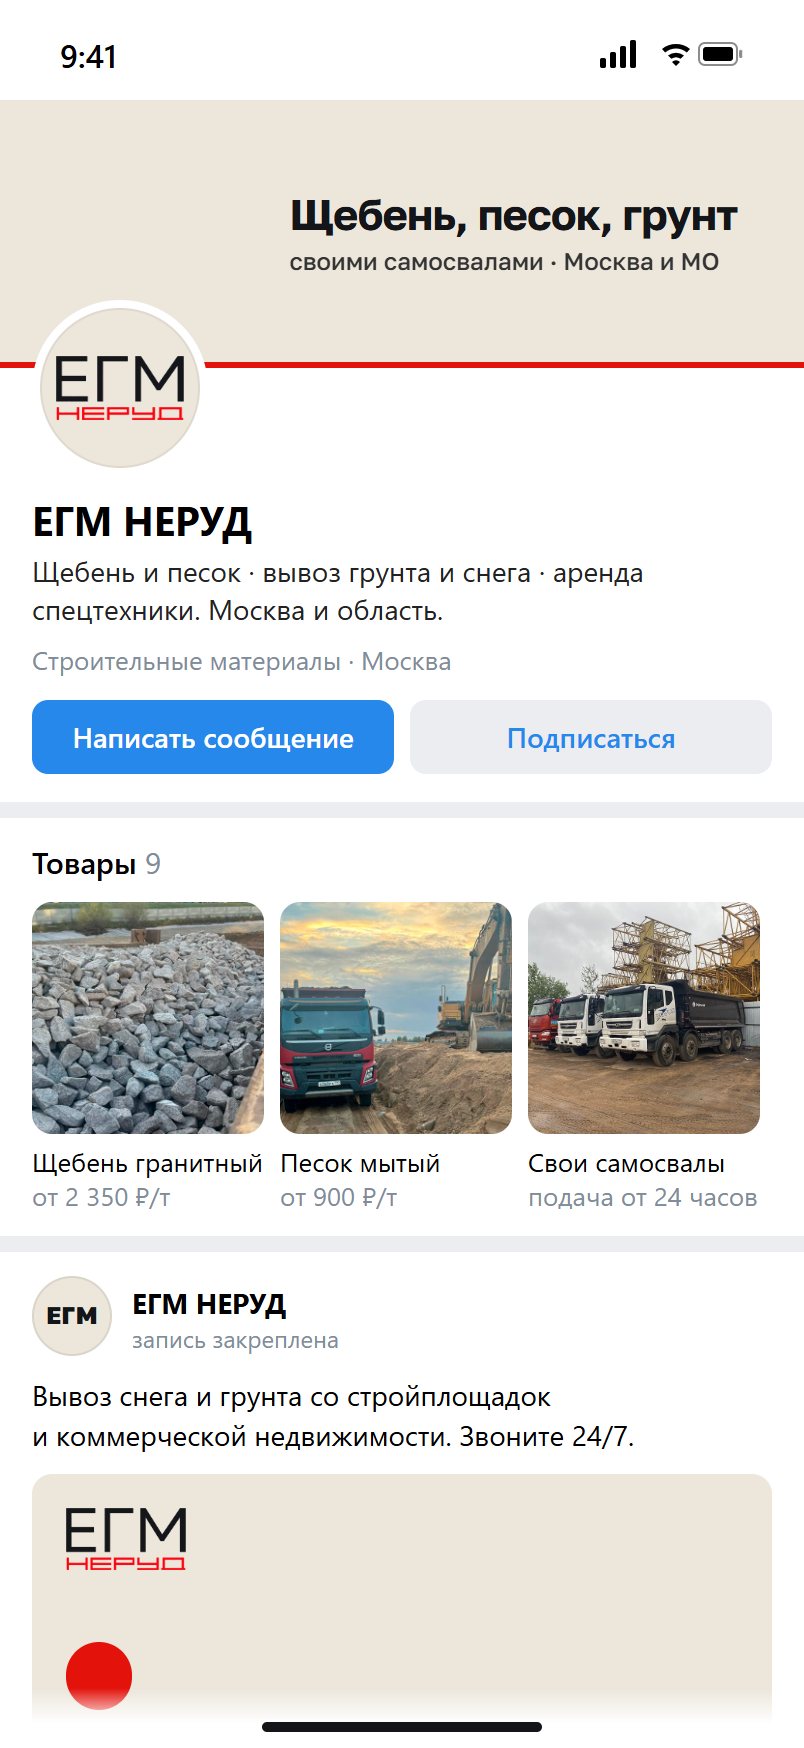 9:41
Щебень, песок, грунт
своими самосвалами · Москва и МО
ЕГМ
НЕРУД
ЕГМ НЕРУД
Щебень и песок · вывоз грунта и снега · аренда
спецтехники. Москва и область.
Строительные материалы · Москва
Написать сообщение
Подписаться
Товары 9
Щебень гранитный
от 2 350 ₽/т
Песок мытый
от 900 ₽/т
Свои самосвалы
подача от 24 часов
ЕГМ
ЕГМ НЕРУД
запись закреплена
Вывоз снега и грунта со стройплощадок
и коммерческой недвижимости. Звоните 24/7.
ЕГМ
НЕРУД